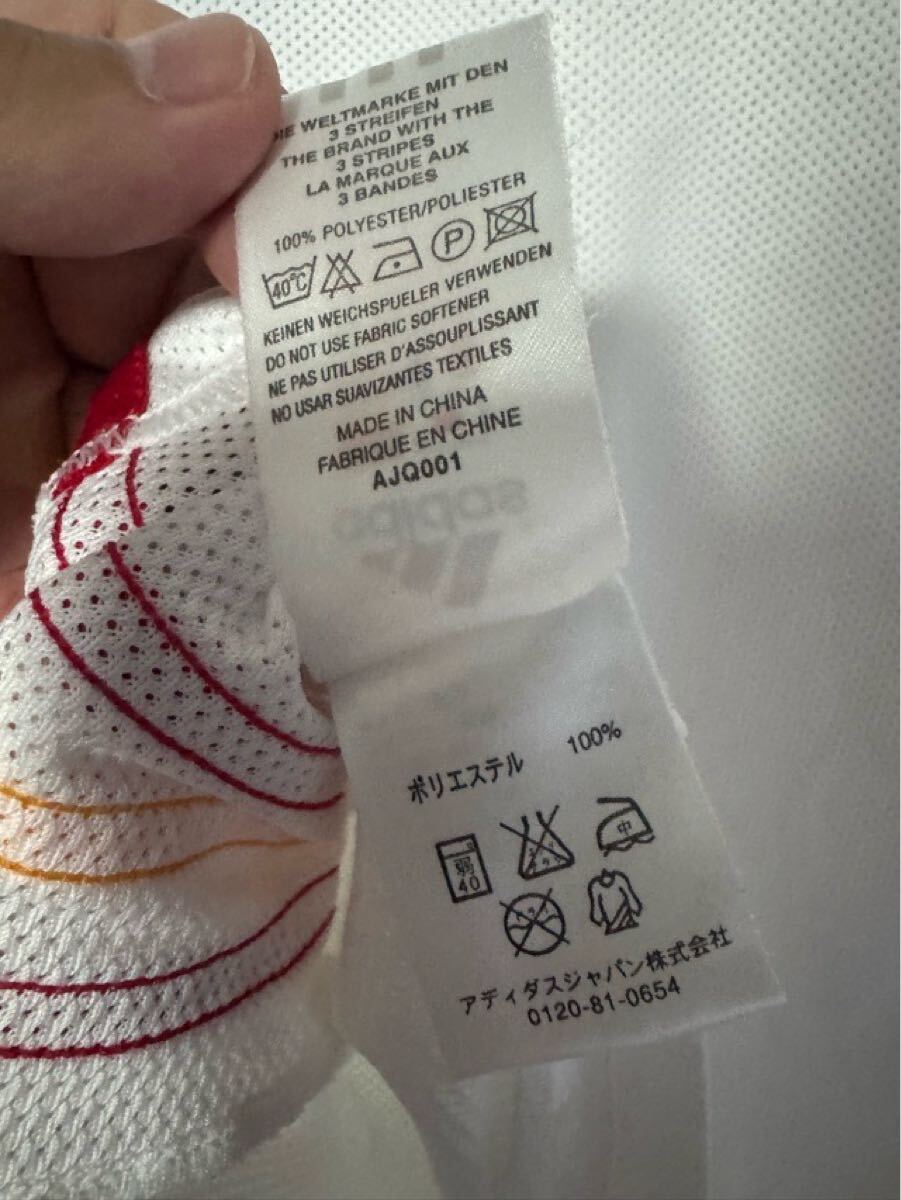 DIE WELTMARKE MIT DEN
3 STREIFEN
THE BRAND WITH THE
3 STRIPES
LA MARQUE AUX
3 BANDES
100% POLYESTER/POLIESTER
40°C P
KEINEN WEICHSPUELER VERWENDEN
DO NOT USE FABRIC SOFTENER
NE PAS UTILISER D'ASSOUPLISSANT
NO USAR SUAVIZANTES TEXTILES
MADE IN CHINA
FABRIQUE EN CHINE
AJQ001
adidas
ポリエステル 100%
弱 中
40
アディダスジャパン株式会社
0120-81-0654